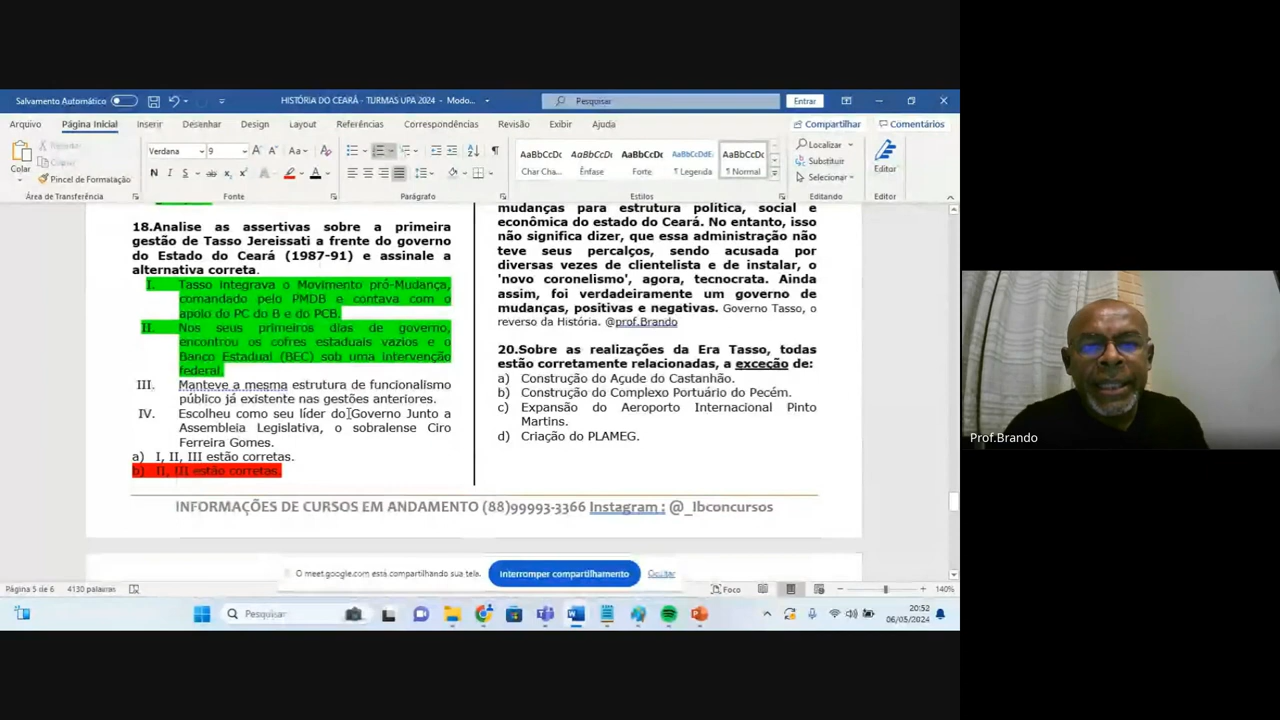 Salvamento Automático
HISTÓRIA DO CEARÁ - TURMAS UPA 2024 - Modo...
Pesquisar
Entrar
Arquivo Página Inicial Inserir Desenhar Design Layout Referências Correspondências Revisão Exibir Ajuda
Compartilhar Comentários
Colar
Recortar
Copiar
Pincel de Formatação
Área de Transferência
Verdana 9
Fonte
Parágrafo
AaBbCcDc AaBbCcDc AaBbCcDc AaBbCcDdE AaBbCcDc
Char Cha... Ênfase Forte ¶ Legenda ¶ Normal
Estilos
Localizar
Substituir
Selecionar
Editando
Editor
Editor
18.Analise as assertivas sobre a primeira
gestão de Tasso Jereissati a frente do governo
do Estado do Ceará (1987-91) e assinale a
alternativa correta.
I. Tasso integrava o Movimento pró-Mudança,
comandado pelo PMDB e contava com o
apoio do PC do B e do PCB.
II. Nos seus primeiros dias de governo,
encontrou os cofres estaduais vazios e o
Banco Estadual (BEC) sob uma intervenção
federal.
III. Manteve a mesma estrutura de funcionalismo
público já existente nas gestões anteriores.
IV. Escolheu como seu líder do Governo Junto a
Assembleia Legislativa, o sobralense Ciro
Ferreira Gomes.
a) I, II, III estão corretas.
b) II, III estão corretas.
mudanças para estrutura política, social e
econômica do estado do Ceará. No entanto, isso
não significa dizer, que essa administração não
teve seus percalços, sendo acusada por
diversas vezes de clientelista e de instalar, o
'novo coronelismo', agora, tecnocrata. Ainda
assim, foi verdadeiramente um governo de
mudanças, positivas e negativas. Governo Tasso, o
reverso da História. @prof.Brando
20.Sobre as realizações da Era Tasso, todas
estão corretamente relacionadas, a exceção de:
a) Construção do Açude do Castanhão.
b) Construção do Complexo Portuário do Pecém.
c) Expansão do Aeroporto Internacional Pinto
Martins.
d) Criação do PLAMEG.
INFORMAÇÕES DE CURSOS EM ANDAMENTO (88)99993-3366 Instagram : @_lbconcursos
O meet.google.com está compartilhando sua tela. Interromper compartilhamento Ocultar
Página 5 de 6 4130 palavras
Foco
140%
Pesquisar
20:52
06/05/2024
Prof.Brando